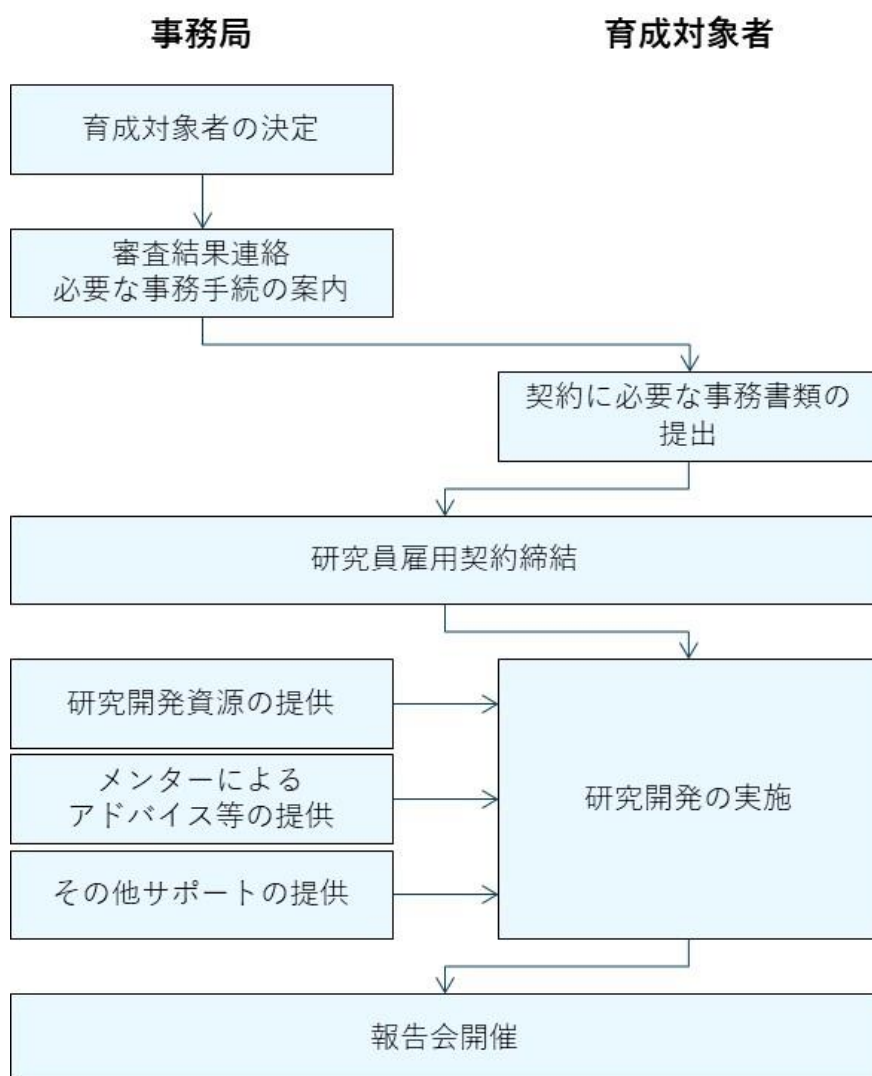 事務局
育成対象者
育成対象者の決定
審査結果連絡
必要な事務手続の案内
契約に必要な事務書類の
提出
研究員雇用契約締結
研究開発資源の提供
メンターによる
アドバイス等の提供
その他サポートの提供
研究開発の実施
報告会開催